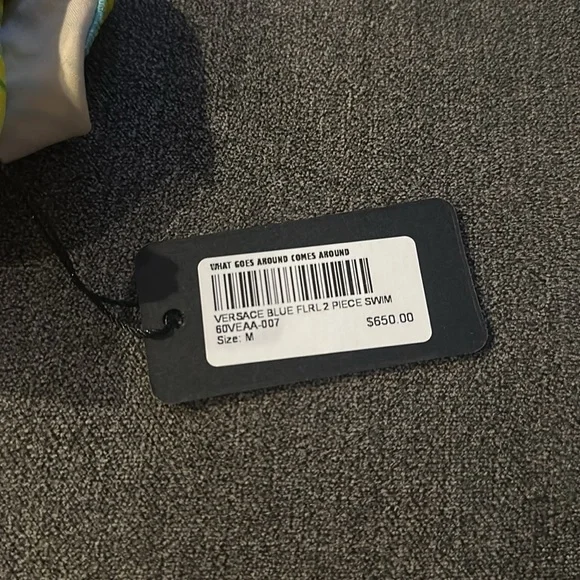 WHAT GOES AROUND COMES AROUND
VERSACE BLUE FLRL 2 PIECE SWIM
60VEAA-007
$650.00
Size: M